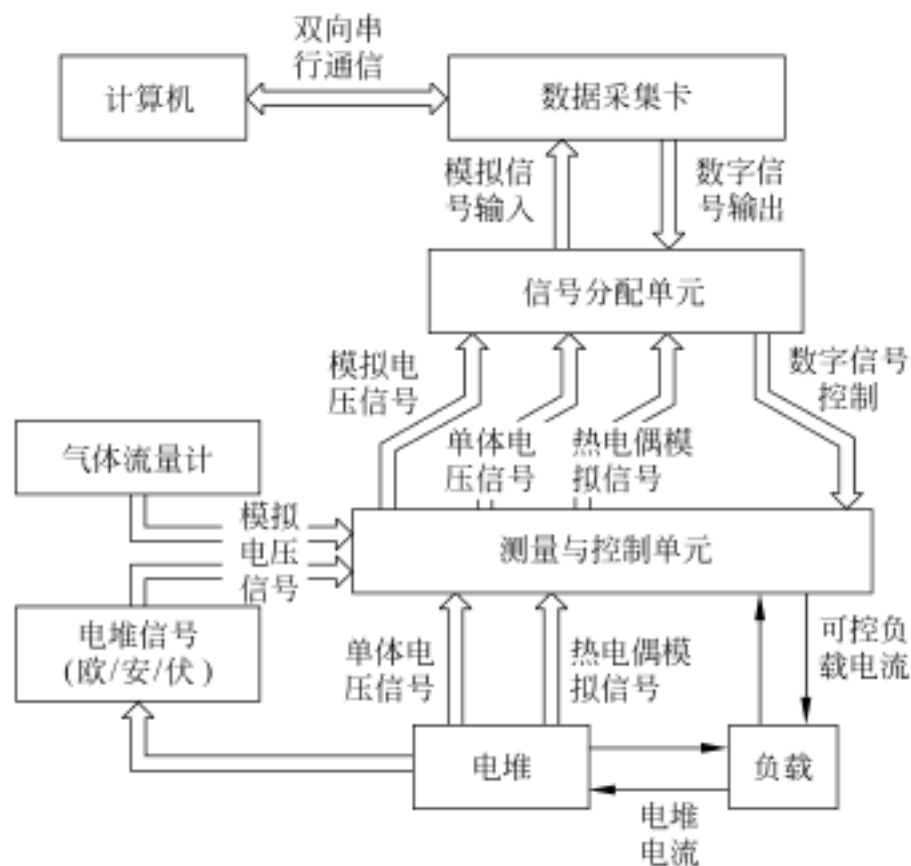 双向串
行通信
计算机
数据采集卡
模拟信
号输入
数字信
号输出
信号分配单元
模拟电
压信号
数字信号
控制
单体电
压信号
热电偶模
拟信号
气体流量计
模拟
电压
信号
测量与控制单元
电堆信号
(欧/安/伏)
单体电
压信号
热电偶模
拟信号
可控负
载电流
电堆
负载
电堆
电流